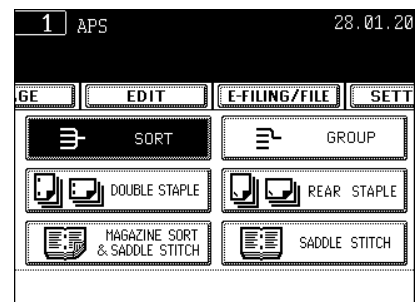 1 APS 28.01.20
GE EDIT E-FILING/FILE SETT
SORT GROUP
DOUBLE STAPLE REAR STAPLE
MAGAZINE SORT
& SADDLE STITCH SADDLE STITCH